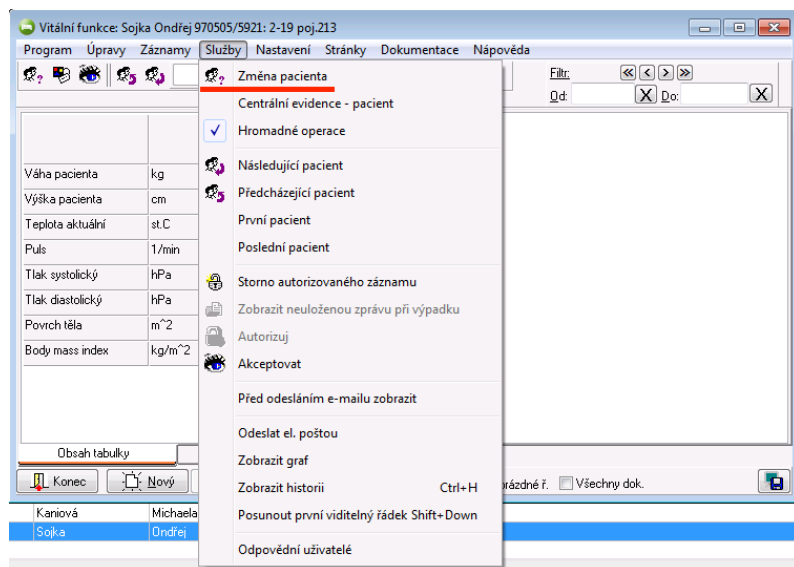 Vitální funkce: Sojka Ondřej 970505/5921: 2-19 poj.213
Program Úpravy Záznamy Služby Nastavení Stránky Dokumentace Nápověda
Filtr:
Od: X Do: X
Změna pacienta
Centrální evidence - pacient
Hromadné operace
Následující pacient
Předcházející pacient
První pacient
Poslední pacient
Storno autorizovaného záznamu
Zobrazit neuloženou zprávu při výpadku
Autorizuj
Akceptovat
Před odesláním e-mailu zobrazit
Odeslat el. poštou
Zobrazit graf
Zobrazit historii Ctrl+H
Posunout první viditelný řádek Shift+Down
Odpovědní uživatelé
Váha pacienta kg
Výška pacienta cm
Teplota aktuální st.C
Puls 1/min
Tlak systolický hPa
Tlak diastolický hPa
Povrch těla m^2
Body mass index kg/m^2
Obsah tabulky
Konec Nový rázdné ř. Všechny dok.
Kaniová Michaela
Sojka Ondřej